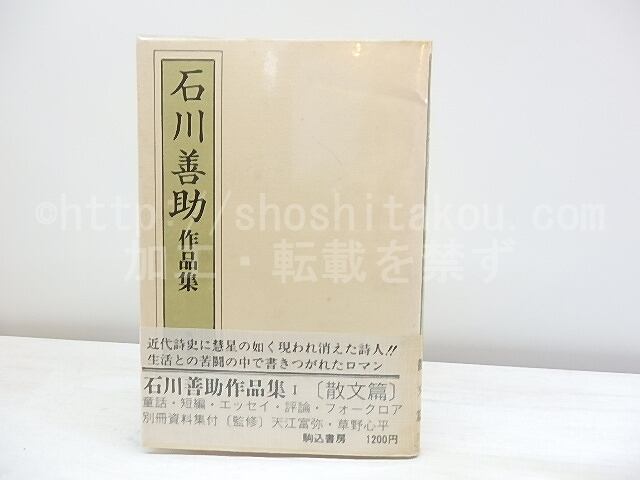 石川善助作品集
©https://shoshitakou.com
加工・転載を禁ず
近代詩史に慧星の如く現われ消えた詩人!!
生活との苦闘の中で書きつがれたロマン
石川善助作品集Ⅰ〔散文篇〕
童話・短編・エッセイ・評論・フォークロア
別冊資料集付〔監修〕天江富弥・草野心平
駒込書房 1200円